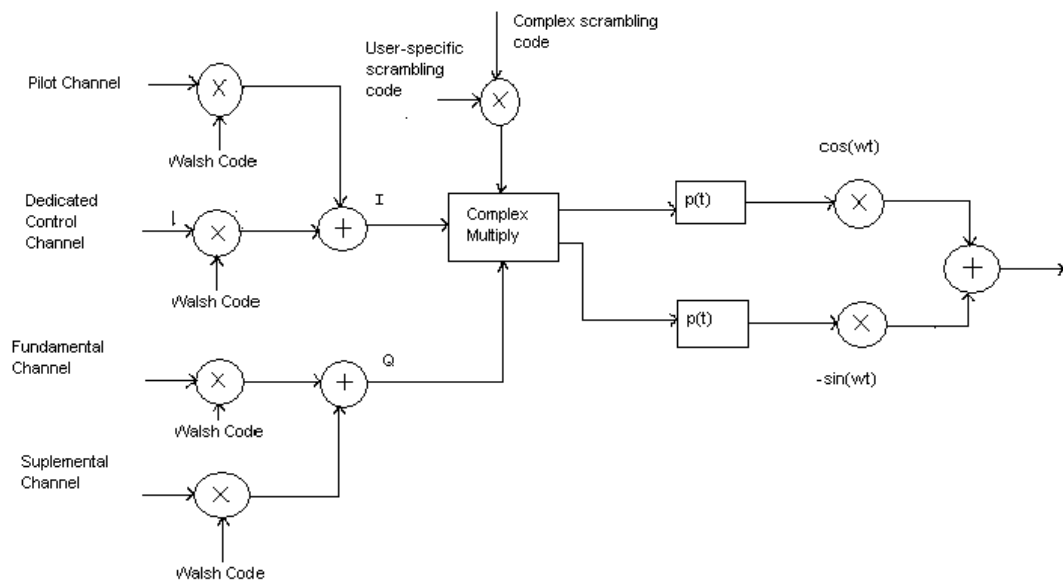 Complex scrambling
code
User-specific
scrambling
code
Pilot Channel
Walsh Code
cos(wt)
Dedicated
Control
Channel
I
Complex
Multiply
p(t)
Walsh Code
p(t)
Fundamental
Channel
Q
-sin(wt)
Walsh Code
Suplemental
Channel
Walsh Code